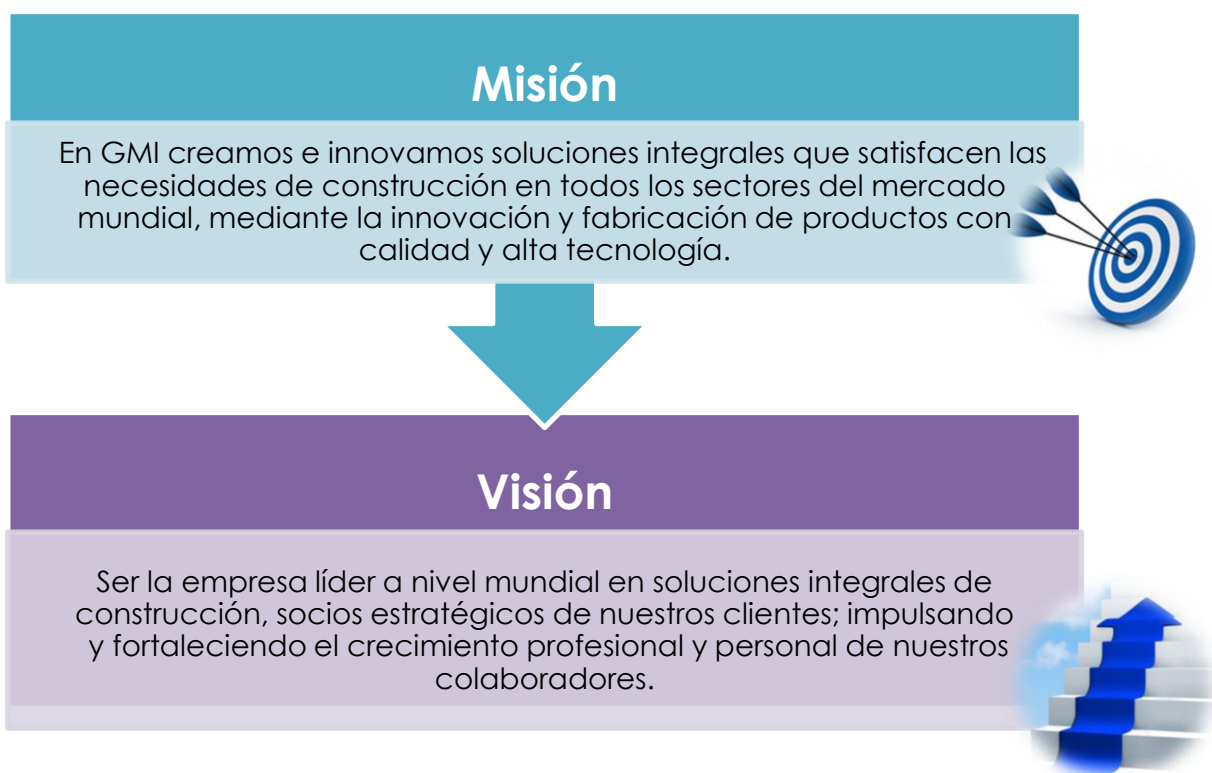 Misión
En GMI creamos e innovamos soluciones integrales que satisfacen las
necesidades de construcción en todos los sectores del mercado
mundial, mediante la innovación y fabricación de productos con
calidad y alta tecnología.
Visión
Ser la empresa líder a nivel mundial en soluciones integrales de
construcción, socios estratégicos de nuestros clientes; impulsando
y fortaleciendo el crecimiento profesional y personal de nuestros
colaboradores.